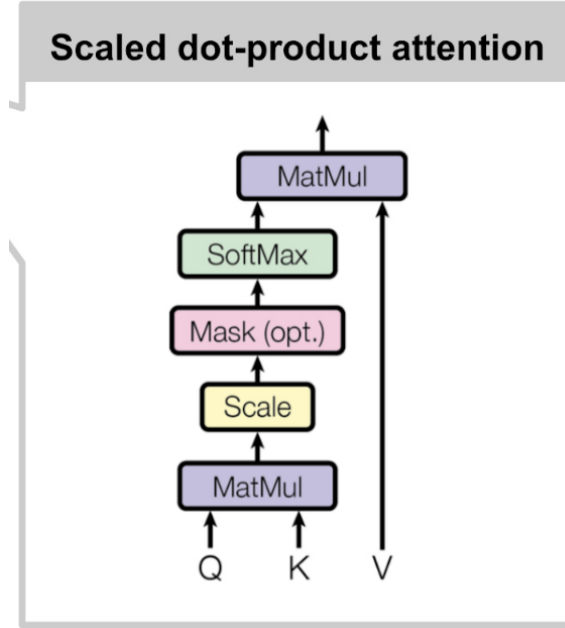 Scaled dot-product attention
MatMul
SoftMax
Mask (opt.)
Scale
MatMul
Q K V